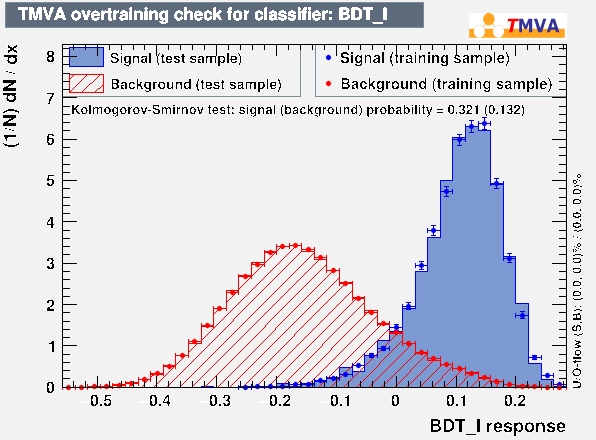 TMVA overtraining check for classifier: BDT_I
TMVA
(1/N) dN / dx
8
7
6
5
4
3
2
1
0
Signal (test sample)
Background (test sample)
Signal (training sample)
Background (training sample)
Kolmogorov-Smirnov test: signal (background) probability = 0.321 (0.132)
U/O-flow (S,B): (0.0, 0.0)% / (0.0, 0.0)%
0.5
−0.4
−0.3
−0.2
−0.1
0
0.1
0.2
BDT_I response